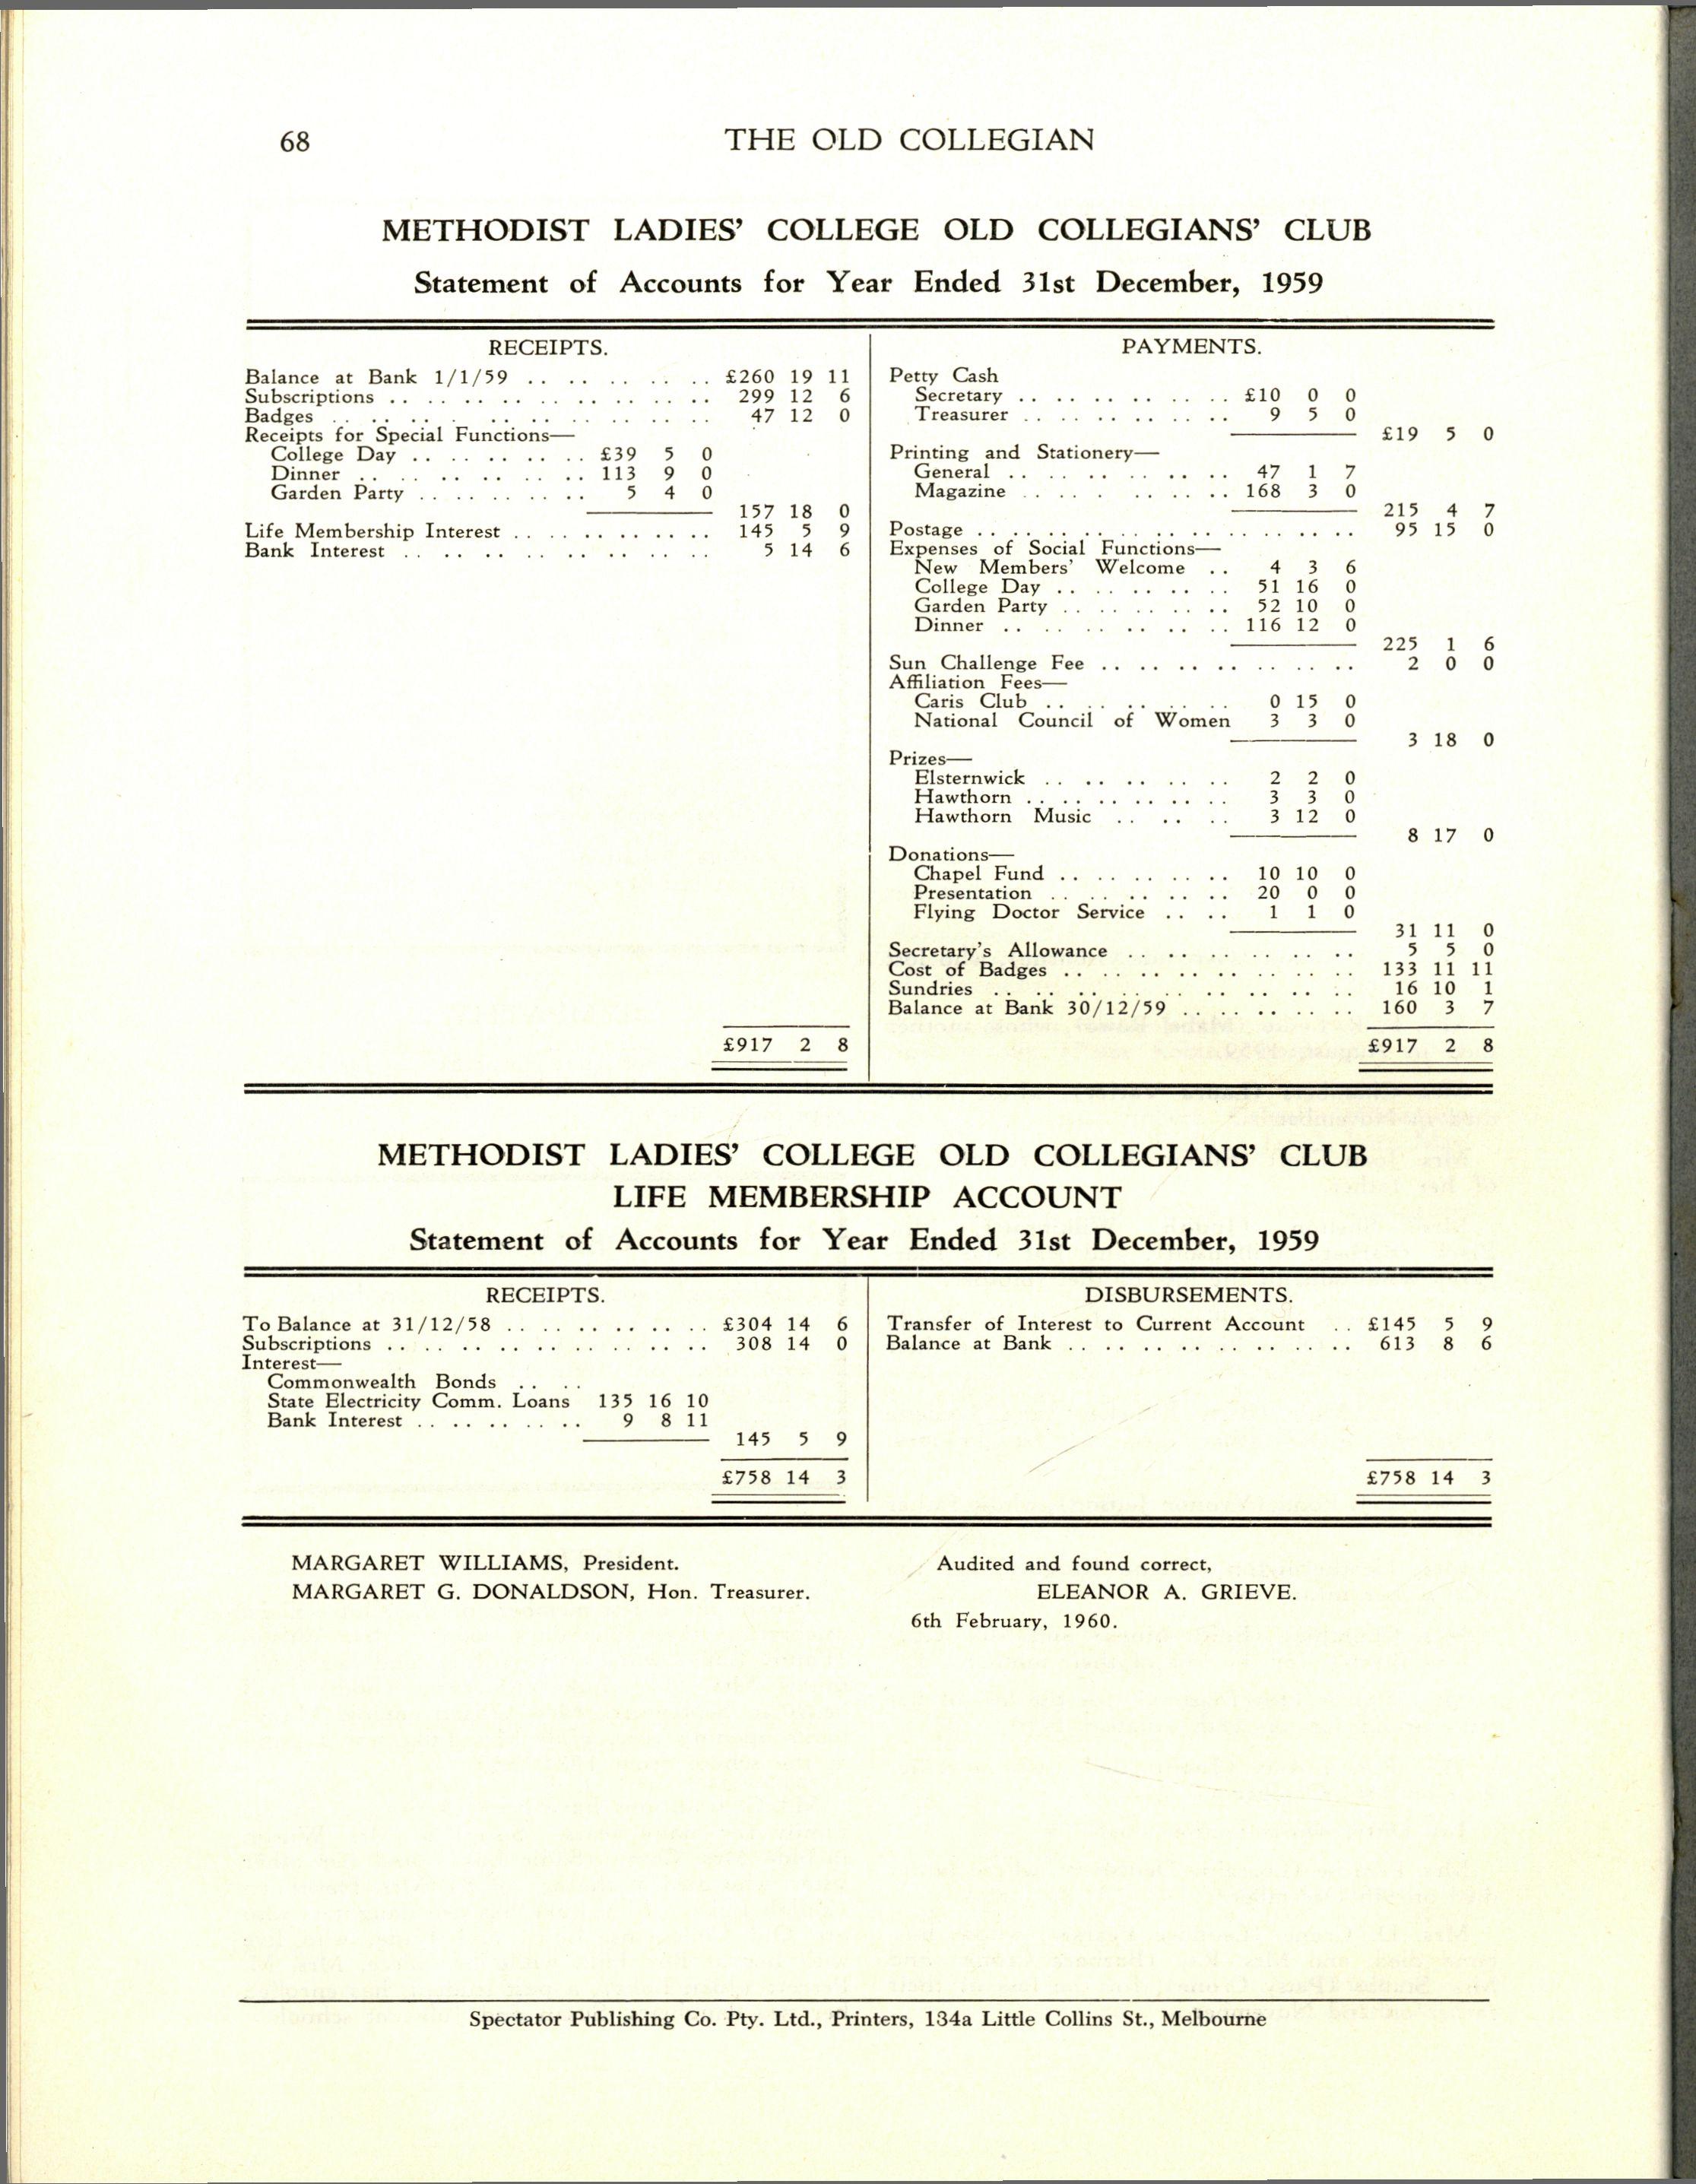 68 THE OLD COLLEGIAN
METHODIST LADIES' COLLEGE OLD COLLEGIANS' CLUB
Statement of Accounts for Year Ended 31st December, 1959
RECEIPTS.
Balance at Bank 1/1/59 .. .. .. .. .. £260 19 11
Subscriptions .. .. .. .. .. .. .. .. .. 299 12 6
Badges .. .. .. .. .. .. .. .. .. .. 47 12 0
Receipts for Special Functions—
College Day .. .. .. .. .. £39 5 0
Dinner .. .. .. .. .. .. 113 9 0
Garden Party .. .. .. .. .. 5 4 0
157 18 0
Life Membership Interest .. .. .. .. .. .. 145 5 9
Bank Interest .. .. .. .. .. .. .. .. .. 5 14 6
£917 2 8
PAYMENTS.
Petty Cash
Secretary .. .. .. .. .. .. £10 0 0
Treasurer .. .. .. .. .. .. 9 5 0
£19 5 0
Printing and Stationery—
General .. .. .. .. .. .. 47 1 7
Magazine .. .. .. .. .. .. 168 3 0
215 4 7
Postage .. .. .. .. .. .. .. .. .. .. 95 15 0
Expenses of Social Functions—
New Members' Welcome .. 4 3 6
College Day .. .. .. .. .. 51 16 0
Garden Party .. .. .. .. .. 52 10 0
Dinner .. .. .. .. .. .. 116 12 0
225 1 6
Sun Challenge Fee .. .. .. .. .. .. .. 2 0 0
Affiliation Fees—
Caris Club .. .. .. .. .. 0 15 0
National Council of Women 3 3 0
3 18 0
Prizes—
Elsternwick .. .. .. .. .. 2 2 0
Hawthorn .. .. .. .. .. .. 3 3 0
Hawthorn Music .. .. .. 3 12 0
8 17 0
Donations—
Chapel Fund .. .. .. .. .. 10 10 0
Presentation .. .. .. .. .. 20 0 0
Flying Doctor Service .. .. 1 1 0
31 11 0
Secretary's Allowance .. .. .. .. .. .. 5 5 0
Cost of Badges .. .. .. .. .. .. .. .. 133 11 11
Sundries .. .. .. .. .. .. .. .. .. 16 10 1
Balance at Bank 30/12/59 .. .. .. .. .. 160 3 7
£917 2 8
METHODIST LADIES' COLLEGE OLD COLLEGIANS' CLUB
LIFE MEMBERSHIP ACCOUNT
Statement of Accounts for Year Ended 31st December, 1959
RECEIPTS.
To Balance at 31/12/58 .. .. .. .. .. .. £304 14 6
Subscriptions .. .. .. .. .. .. .. .. .. 308 14 0
Interest—
Commonwealth Bonds .. ..
State Electricity Comm. Loans 135 16 10
Bank Interest .. .. .. .. .. 9 8 11
145 5 9
£758 14 3
DISBURSEMENTS.
Transfer of Interest to Current Account .. £145 5 9
Balance at Bank .. .. .. .. .. .. .. .. 613 8 6
£758 14 3
MARGARET WILLIAMS, President.
MARGARET G. DONALDSON, Hon. Treasurer.
Audited and found correct,
ELEANOR A. GRIEVE.
6th February, 1960.
Spectator Publishing Co. Pty. Ltd., Printers, 134a Little Collins St., Melbourne